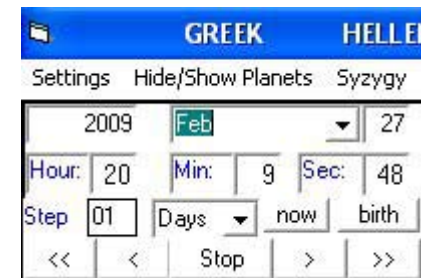 GREEK HELLE
Settings Hide/Show Planets Syzygy
2009 Feb 27
Hour: 20 Min: 9 Sec: 48
Step 01 Days now birth
<< < Stop > >>